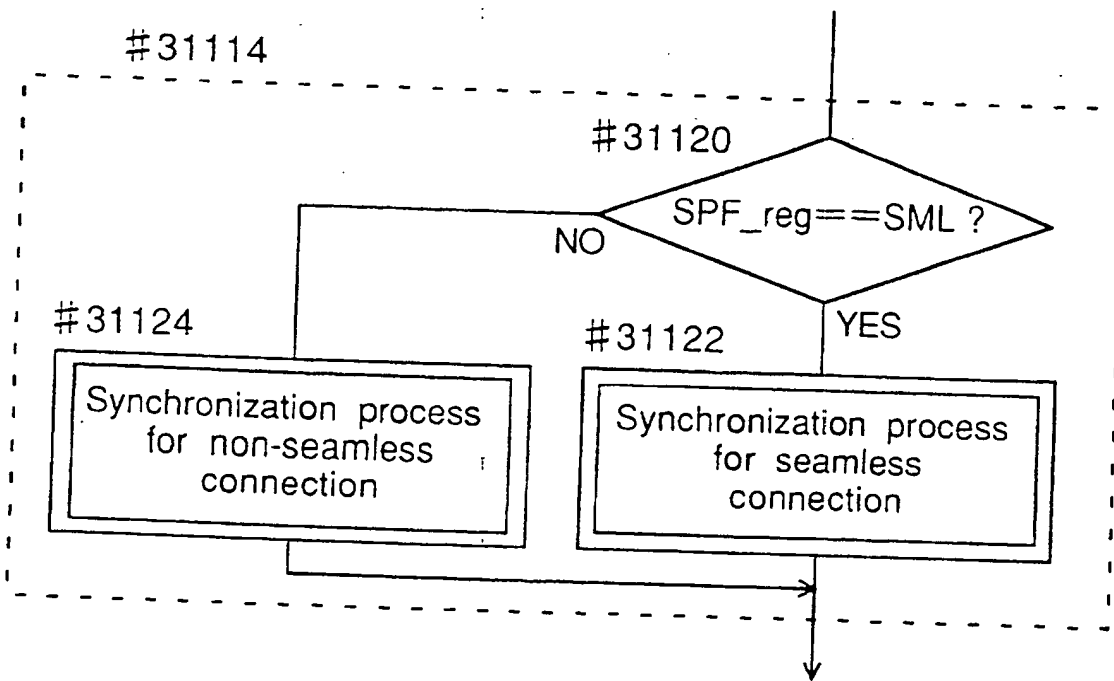 #31114
#31120
SPF_reg==SML ?
NO
YES
#31124
Synchronization process
for non-seamless
connection
#31122
Synchronization process
for seamless
connection